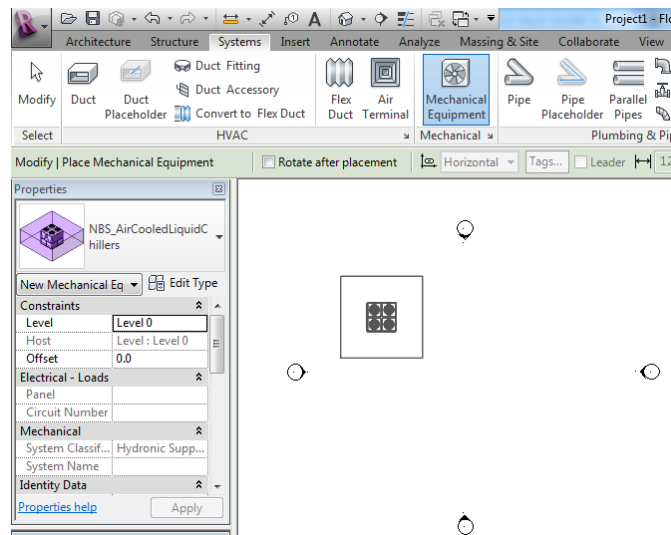 Project1 - Flo
Architecture Structure Systems Insert Annotate Analyze Massing & Site Collaborate View
Modify
Duct
Duct Placeholder
Duct Fitting
Duct Accessory
Convert to Flex Duct
Flex Duct
Air Terminal
Mechanical Equipment
Pipe
Pipe Placeholder
Parallel Pipes
Select HVAC Mechanical Plumbing & Pip
Modify | Place Mechanical Equipment Rotate after placement Horizontal Tags... Leader 12
Properties
NBS_AirCooledLiquidC
hillers
New Mechanical Eq Edit Type
Constraints
Level Level 0
Host Level : Level 0
Offset 0.0
Electrical - Loads
Panel
Circuit Number
Mechanical
System Classif... Hydronic Supp...
System Name
Identity Data
Properties help Apply